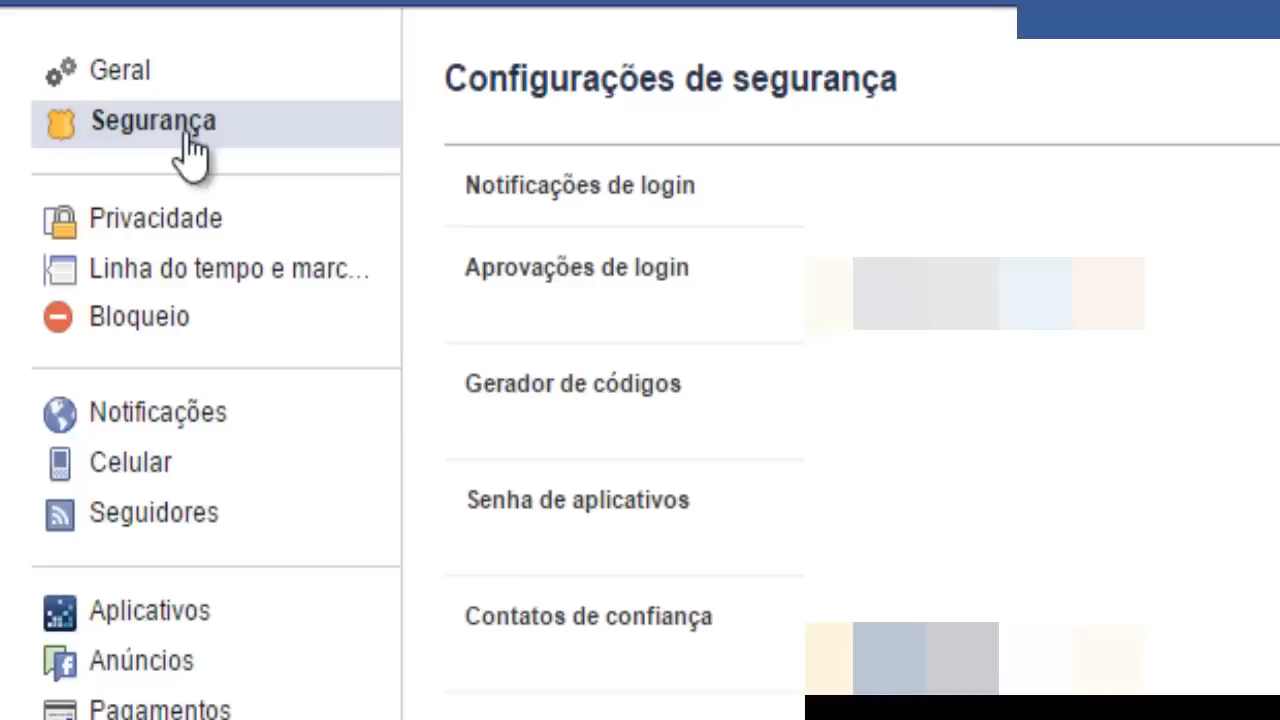 Geral
Segurança
Privacidade
Linha do tempo e marc...
Bloqueio
Notificações
Celular
Seguidores
Aplicativos
Anúncios
Pagamentos
Configurações de segurança
Notificações de login
Aprovações de login
Gerador de códigos
Senha de aplicativos
Contatos de confiança